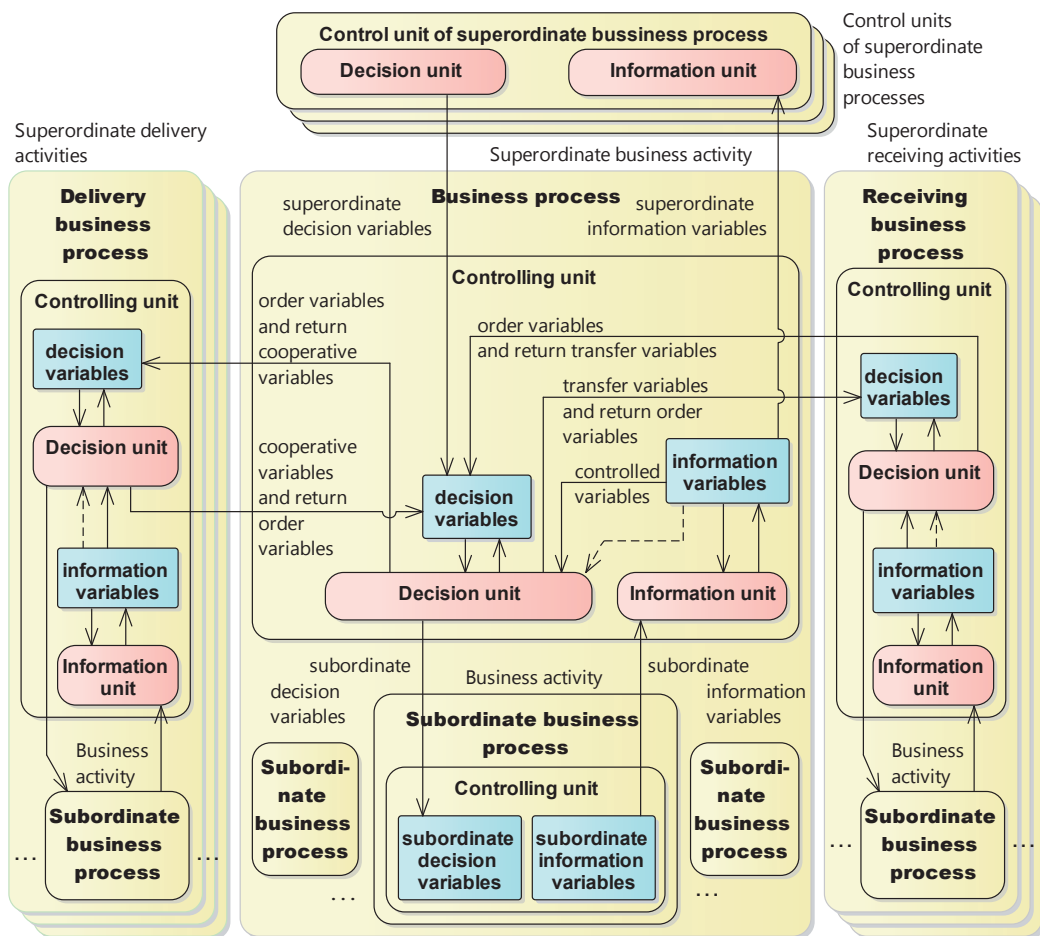 Control unit of superordinate bussiness process
Decision unit
Information unit
Control units
of superordinate
business
processes
Superordinate delivery
activities
Superordinate business activity
Superordinate
receiving activities
Delivery
business
process
Controlling unit
decision
variables
Decision unit
information
variables
Information
unit
Business
activity
Subordinate
business
process
...
...
Business process
superordinate
decision variables
superordinate
information variables
Controlling unit
order variables
and return
cooperative
variables
order variables
and return transfer variables
transfer variables
and return order
variables
cooperative
variables
and return
order
variables
controlled
variables
decision
variables
information
variables
Decision unit
Information unit
subordinate
decision
variables
subordinate
information
variables
Business activity
Subordinate business
process
Controlling unit
subordinate
decision
variables
subordinate
information
variables
Subordi-
nate
business
process
Subordi-
nate
business
process
...
Receiving
business
process
Controlling unit
decision
variables
Decision unit
information
variables
Information
unit
Business
activity
Subordinate
business
process
...
...